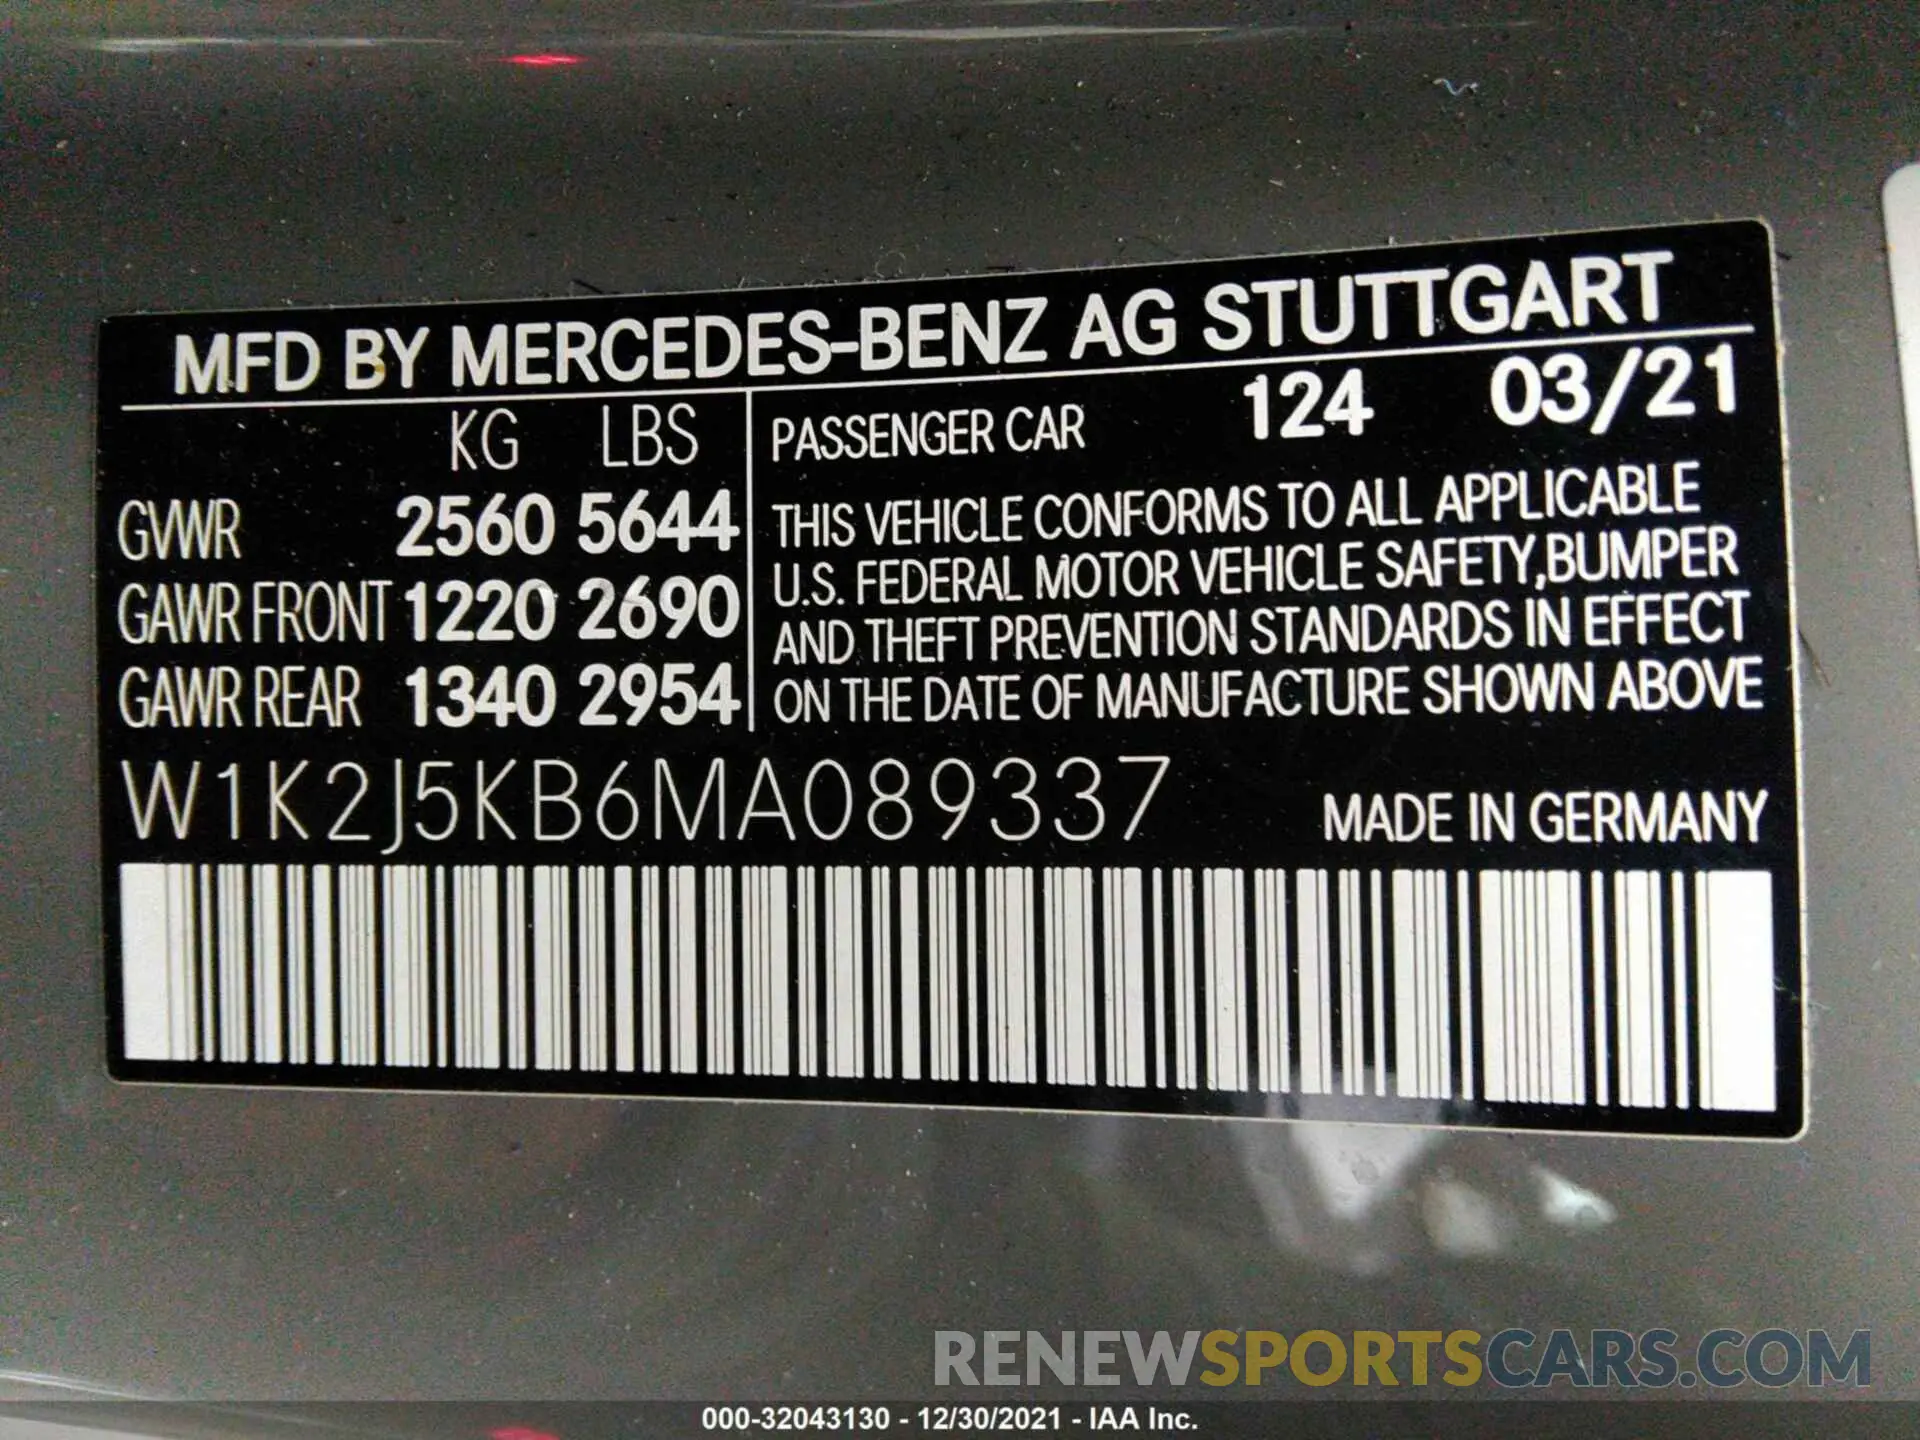 MFD BY MERCEDES-BENZ AG STUTTGART
KG LBS PASSENGER CAR 124 03/21
GVWR 2560 5644
GAWR FRONT 1220 2690
GAWR REAR 1340 2954
THIS VEHICLE CONFORMS TO ALL APPLICABLE
U.S. FEDERAL MOTOR VEHICLE SAFETY,BUMPER
AND THEFT PREVENTION STANDARDS IN EFFECT
ON THE DATE OF MANUFACTURE SHOWN ABOVE
W1K2J5KB6MA089337 MADE IN GERMANY
RENEWSPORTSCARS.COM
000-32043130 - 12/30/2021 - IAA Inc.